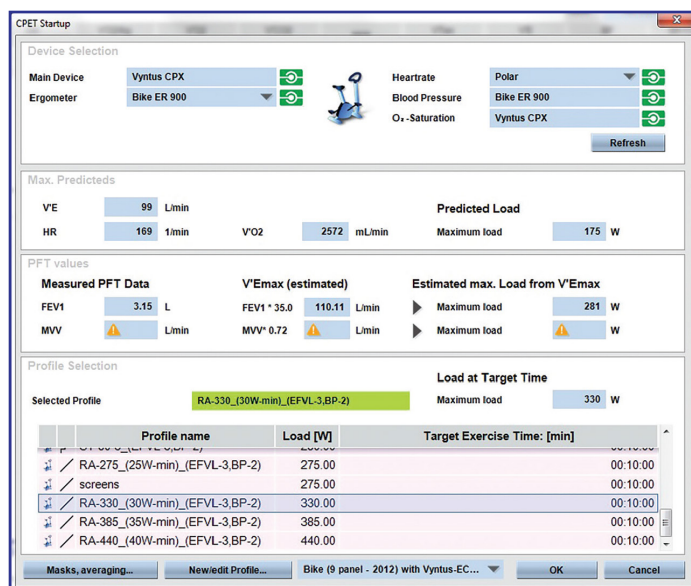 CPET Startup
Device Selection
Main Device Vyntus CPX Heartrate Polar
Ergometer Bike ER 900 Blood Pressure Bike ER 900
O₂-Saturation Vyntus CPX
Refresh
Max. Predicteds
V'E 99 L/min Predicted Load
HR 169 1/min V'O2 2572 mL/min Maximum load 175 W
PFT values
Measured PFT Data V'Emax (estimated) Estimated max. Load from V'Emax
FEV1 3.15 L FEV1 * 35.0 110.11 L/min Maximum load 281 W
MVV L/min MVV* 0.72 L/min Maximum load W
Profile Selection
Load at Target Time
Selected Profile RA-330_(30W-min)_(EFVL-3,BP-2) Maximum load 330 W
Profile name Load [W] Target Exercise Time: [min]
RA-275_(25W-min)_(EFVL-3,BP-2) 275.00 00:10:00
screens 275.00 00:10:00
RA-330_(30W-min)_(EFVL-3,BP-2) 330.00 00:10:00
RA-385_(35W-min)_(EFVL-3,BP-2) 385.00 00:10:00
RA-440_(40W-min)_(EFVL-3,BP-2) 440.00 00:10:00
Masks, averaging... New/edit Profile... Bike (9 panel - 2012) with Vyntus-EC... OK Cancel